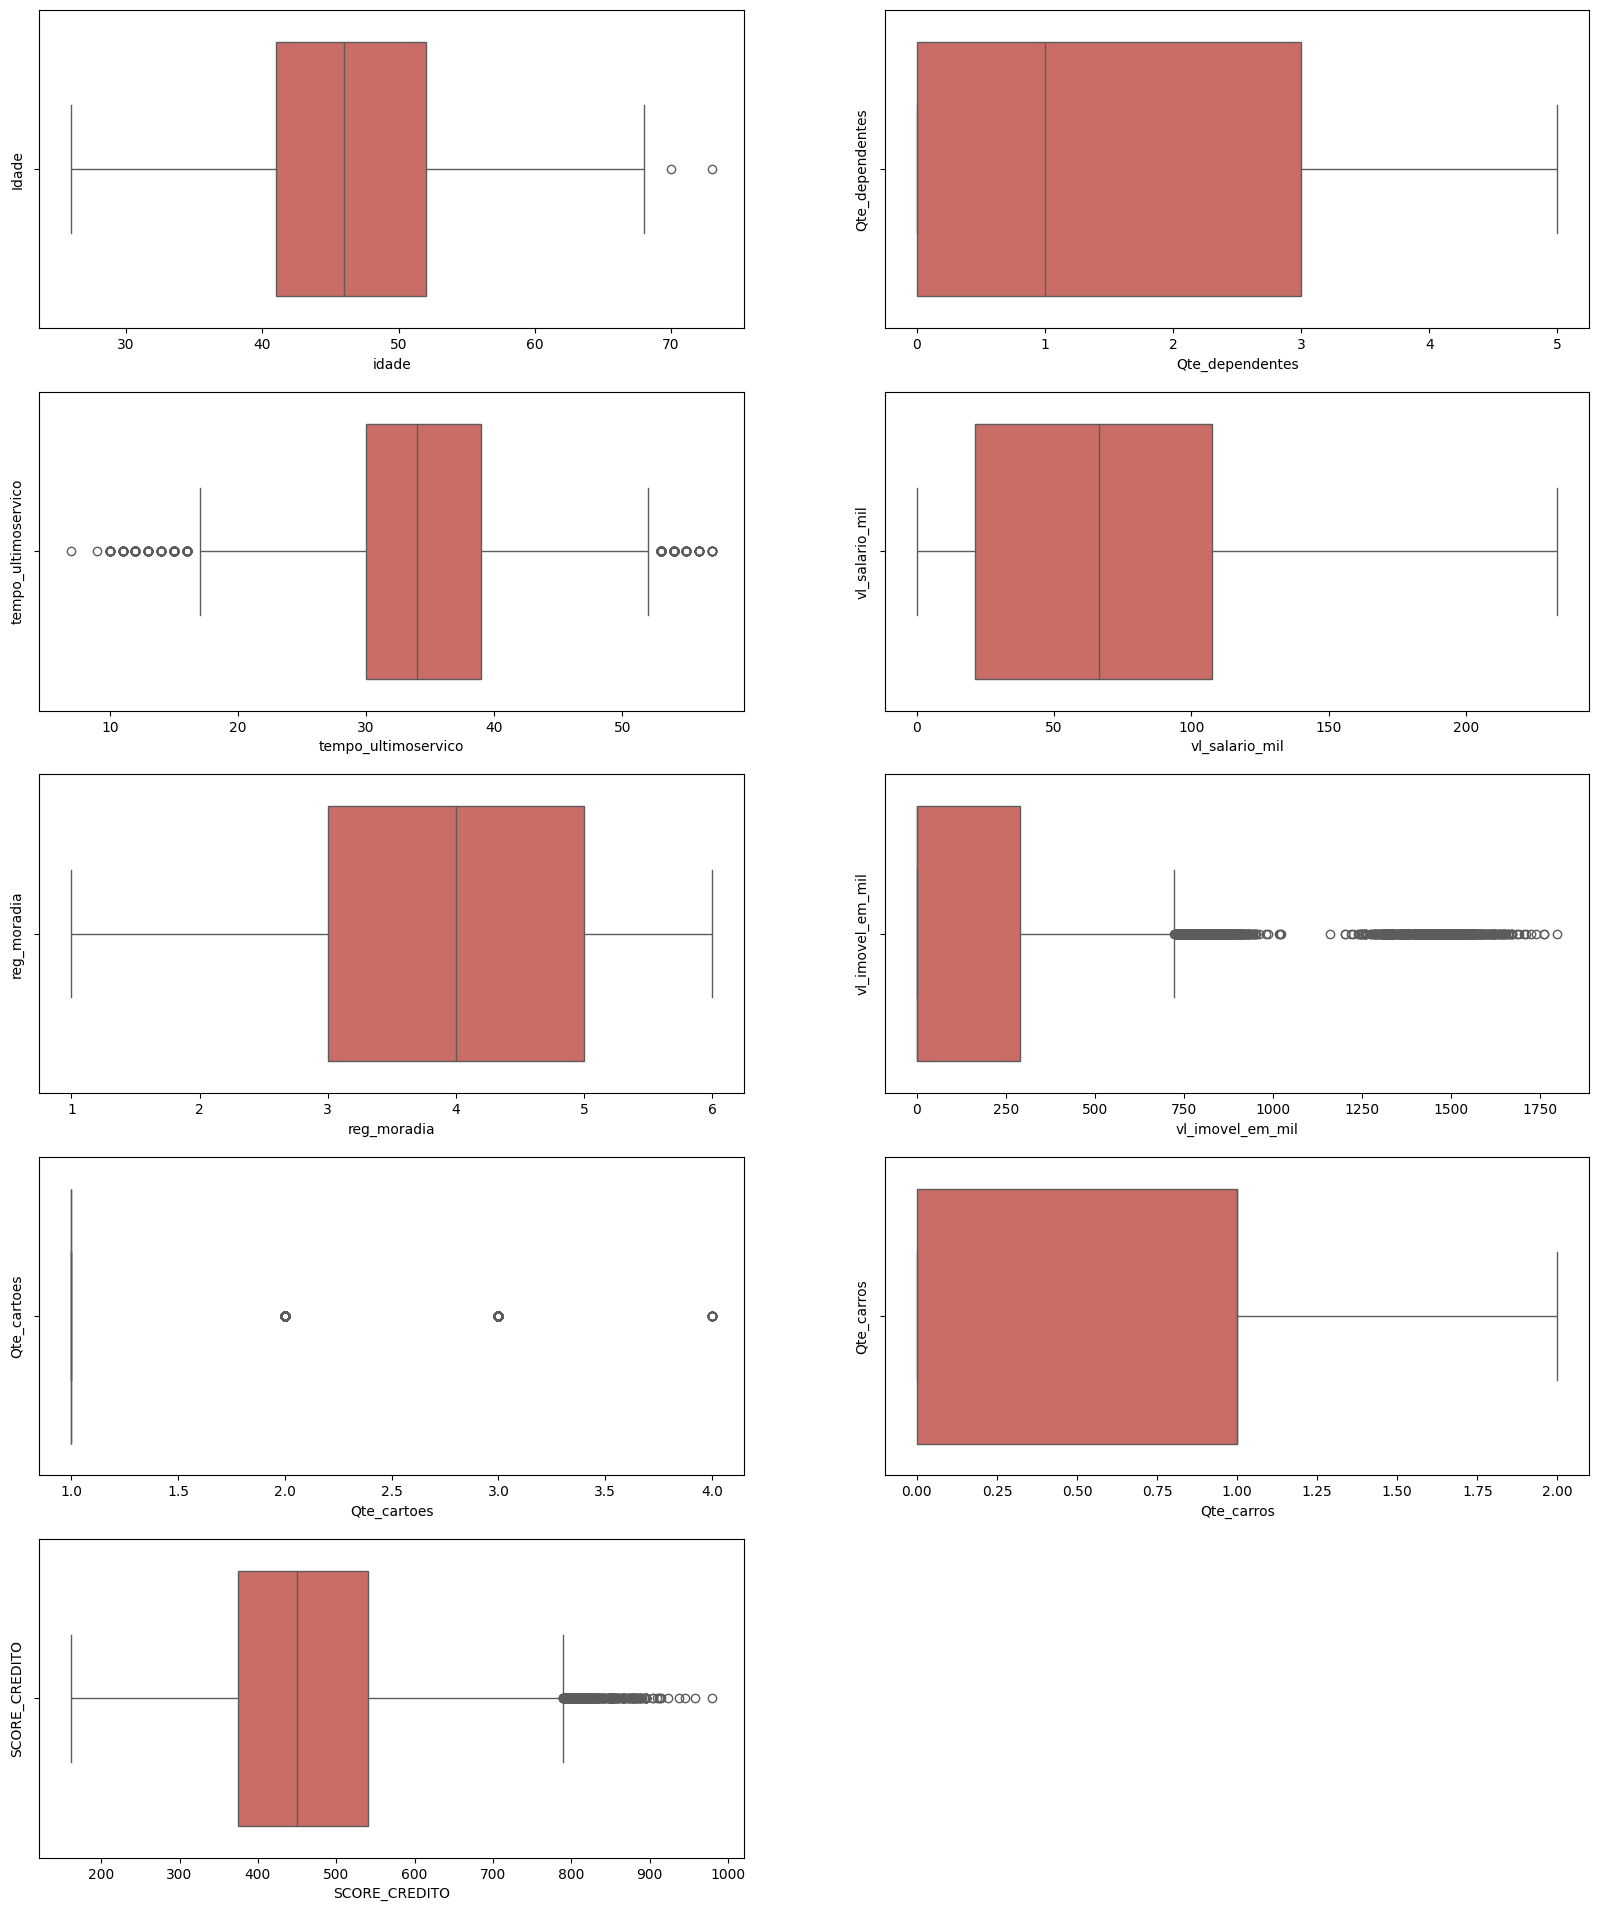 Idade
30 40 50 60 70
idade
Qte_dependentes
0 1 2 3 4 5
Qte_dependentes
tempo_ultimoservico
10 20 30 40 50
tempo_ultimoservico
vl_salario_mil
0 50 100 150 200
vl_salario_mil
reg_moradia
1 2 3 4 5 6
reg_moradia
vl_imovel_em_mil
0 250 500 750 1000 1250 1500 1750
vl_imovel_em_mil
Qte_cartoes
1.0 1.5 2.0 2.5 3.0 3.5 4.0
Qte_cartoes
Qte_carros
0.00 0.25 0.50 0.75 1.00 1.25 1.50 1.75 2.00
Qte_carros
SCORE_CREDITO
200 300 400 500 600 700 800 900 1000
SCORE_CREDITO